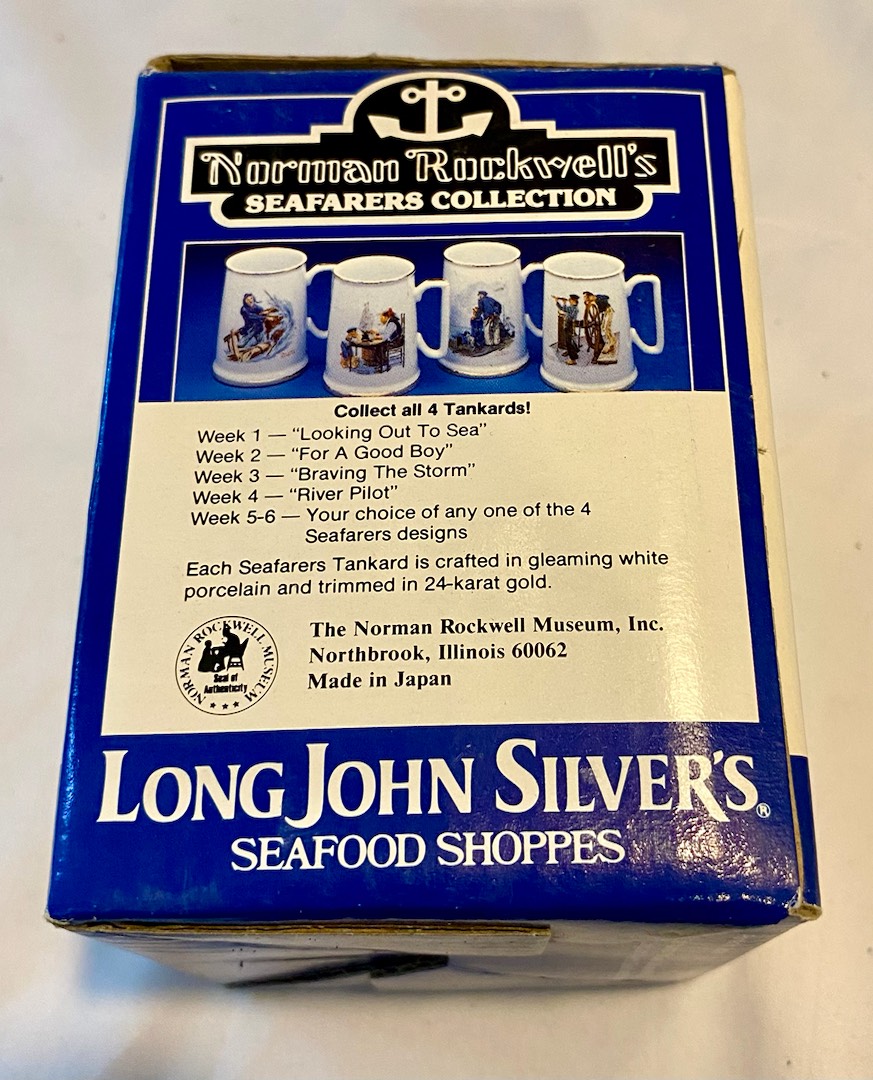 Norman Rockwell's
SEAFARERS COLLECTION
Collect all 4 Tankards!
Week 1 — "Looking Out To Sea"
Week 2 — "For A Good Boy"
Week 3 — "Braving The Storm"
Week 4 — "River Pilot"
Week 5-6 — Your choice of any one of the 4
Seafarers designs
Each Seafarers Tankard is crafted in gleaming white
porcelain and trimmed in 24-karat gold.
NORMAN ROCKWELL MUSEUM
Seal of
Authenticity
The Norman Rockwell Museum, Inc.
Northbrook, Illinois 60062
Made in Japan
LONG JOHN SILVER'S®
SEAFOOD SHOPPES